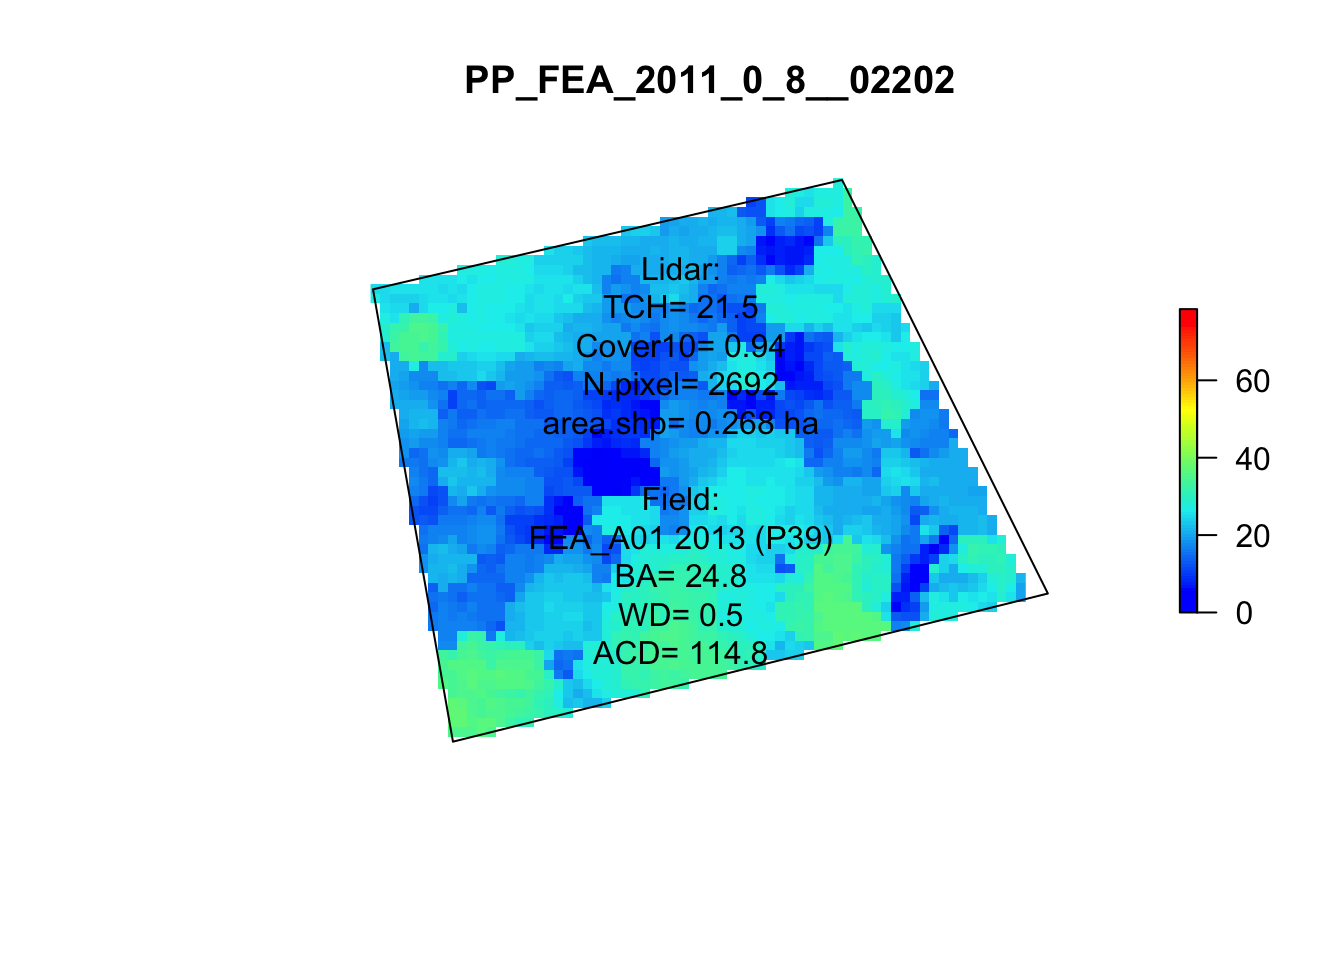 PP_FEA_2011_0_8__02202
Lidar:
TCH= 21.5
Cover10= 0.94
N.pixel= 2692
area.shp= 0.268 ha
Field:
FEA_A01 2013 (P39)
BA= 24.8
WD= 0.5
ACD= 114.8
60
40
20
0